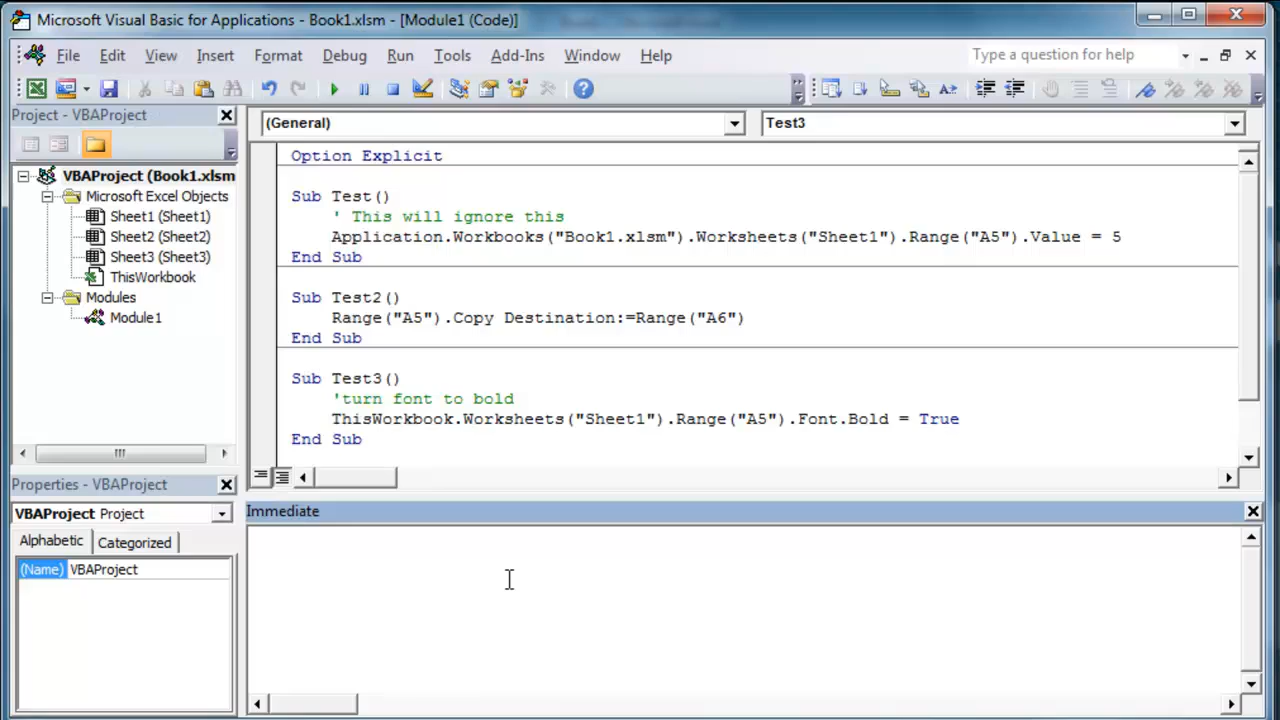 Microsoft Visual Basic for Applications - Book1.xlsm - [Module1 (Code)]
File Edit View Insert Format Debug Run Tools Add-Ins Window Help Type a question for help
Project - VBAProject
VBAProject (Book1.xlsm
Microsoft Excel Objects
Sheet1 (Sheet1)
Sheet2 (Sheet2)
Sheet3 (Sheet3)
ThisWorkbook
Modules
Module1
Properties - VBAProject
VBAProject Project
Alphabetic Categorized
(Name) VBAProject
(General) Test3
Option Explicit
Sub Test()
' This will ignore this
Application.Workbooks("Book1.xlsm").Worksheets("Sheet1").Range("A5").Value = 5
End Sub
Sub Test2()
Range("A5").Copy Destination:=Range("A6")
End Sub
Sub Test3()
'turn font to bold
ThisWorkbook.Worksheets("Sheet1").Range("A5").Font.Bold = True
End Sub
Immediate